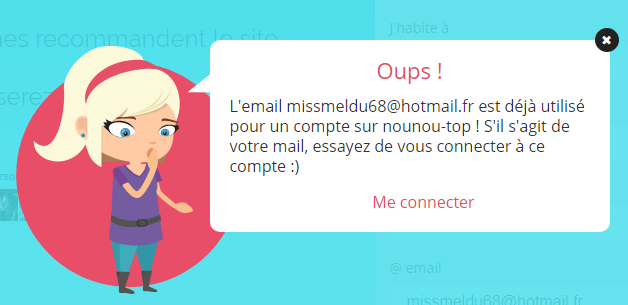 nes recommandent le site
J'habite à
Oups !
L'email missmeldu68@hotmail.fr est déjà utilisé
pour un compte sur nounou-top ! S'il s'agit de
votre mail, essayez de vous connecter à ce
compte :)
Me connecter
@ email
missmeldu68@hotmail.fr